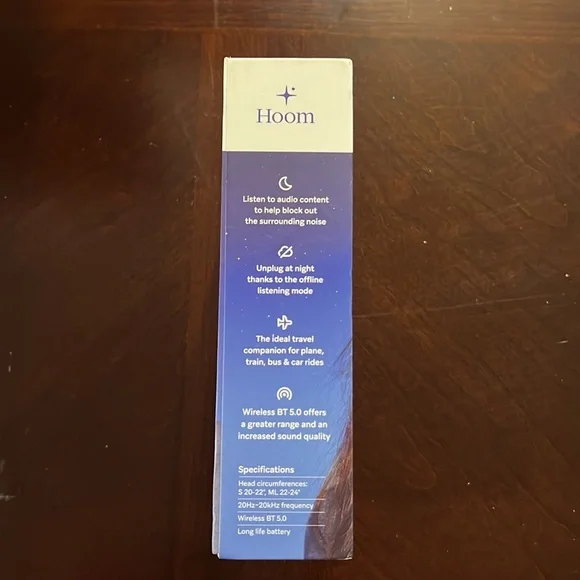 Hoom
Listen to audio content
to help block out
the surrounding noise
Unplug at night
thanks to the offline
listening mode
The ideal travel
companion for plane,
train, bus & car rides
Wireless BT 5.0 offers
a greater range and an
increased sound quality
Specifications
Head circumferences:
S 20-22", ML 22-24"
20Hz~20kHz frequency
Wireless BT 5.0
Long life battery